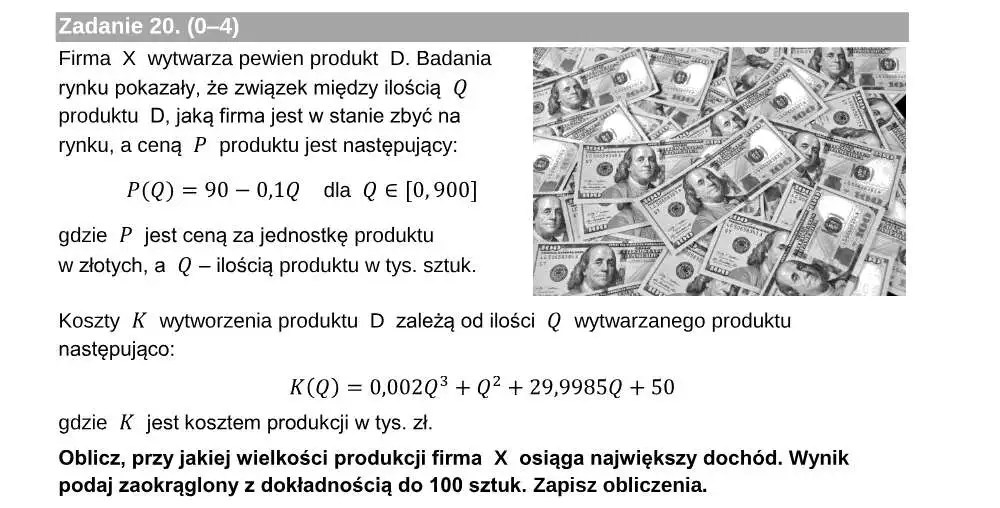 Zadanie 20. (0–4)
Firma X wytwarza pewien produkt D. Badania
rynku pokazały, że związek między ilością Q
produktu D, jaką firma jest w stanie zbyć na
rynku, a ceną P produktu jest następujący:
P(Q) = 90 − 0,1Q dla Q ∈ [0, 900]
gdzie P jest ceną za jednostkę produktu
w złotych, a Q – ilością produktu w tys. sztuk.
Koszty K wytworzenia produktu D zależą od ilości Q wytwarzanego produktu
następująco:
K(Q) = 0,002Q³ + Q² + 29,9985Q + 50
gdzie K jest kosztem produkcji w tys. zł.
Oblicz, przy jakiej wielkości produkcji firma X osiąga największy dochód. Wynik
podaj zaokrąglony z dokładnością do 100 sztuk. Zapisz obliczenia.